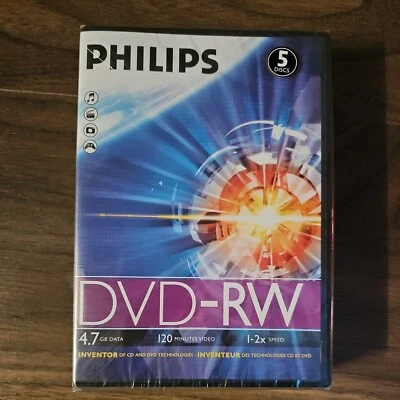 PHILIPS
5
DISCS
DVD-RW
4.7 GB DATA 120 MINUTES VIDEO 1-2x SPEED
INVENTOR OF CD AND DVD TECHNOLOGIES · INVENTEUR DES TECHNOLOGIES CD ET DVD